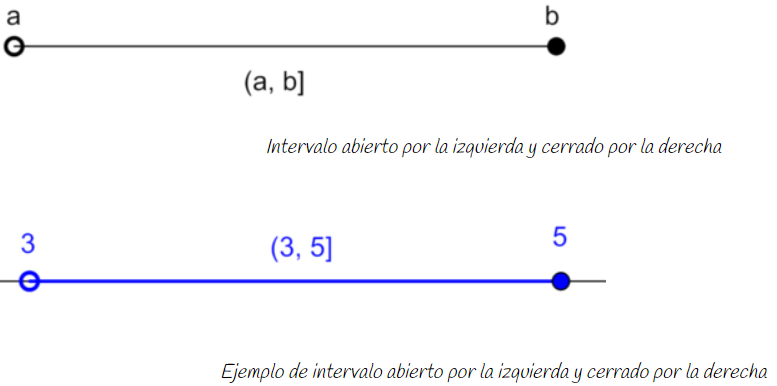 a b
(a, b]
Intervalo abierto por la izquierda y cerrado por la derecha
3 (3, 5] 5
Ejemplo de intervalo abierto por la izquierda y cerrado por la derecha